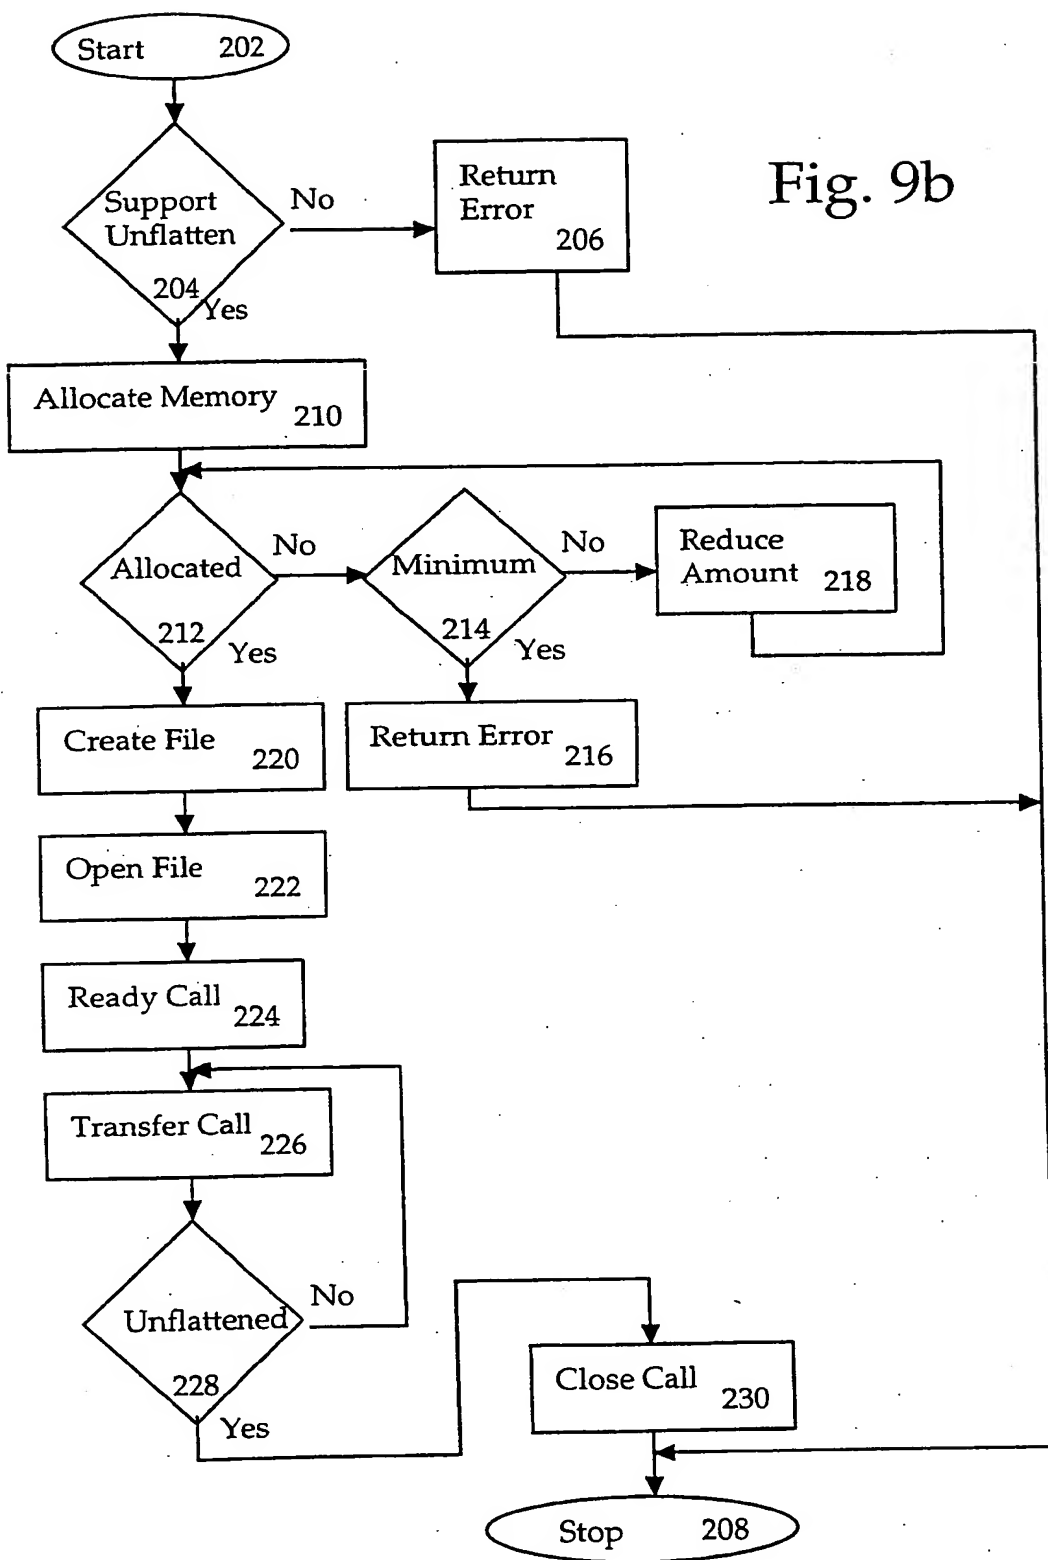 Start 202
Fig. 9b
Support
Unflatten
204
No
Yes
Return
Error
206
Allocate Memory 210
Allocated
212
No
Yes
Minimum
214
No
Yes
Reduce
Amount 218
Create File 220
Return Error 216
Open File 222
Ready Call 224
Transfer Call 226
Unflattened
228
No
Yes
Close Call 230
Stop 208